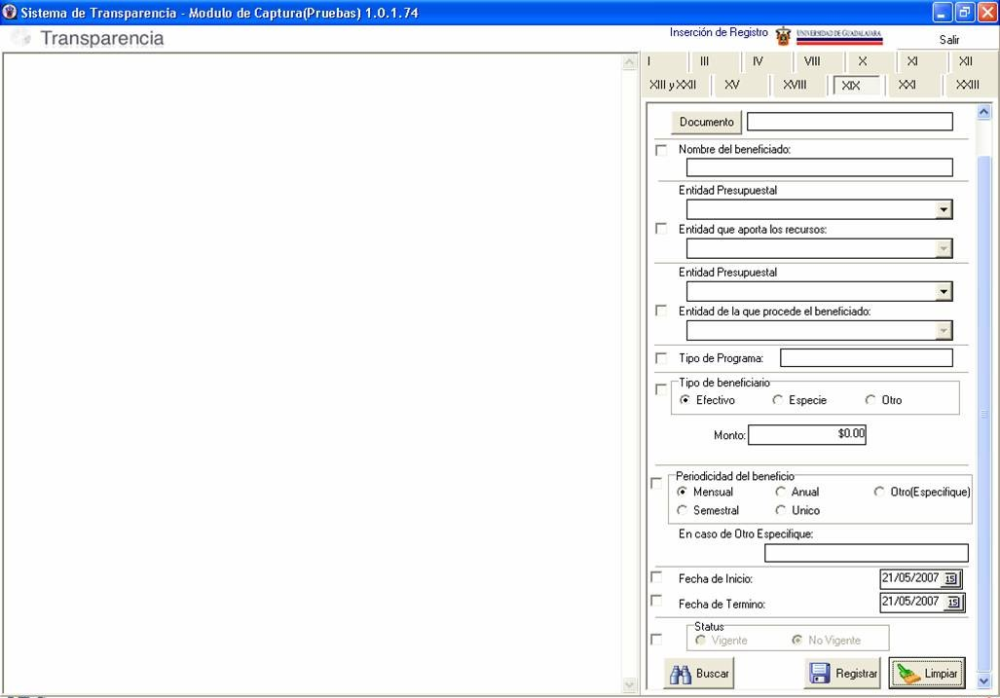 Sistema de Transparencia - Modulo de Captura(Pruebas) 1.0.1.74
Transparencia
Inserción de Registro
UNIVERSIDAD DE GUADALAJARA
Salir
I III IV VIII X XI XII
XIII y XXII XV XVIII XIX XXI XXIII
Documento
Nombre del beneficiado:
Entidad Presupuestal
Entidad que aporta los recursos:
Entidad Presupuestal
Entidad de la que procede el beneficiado:
Tipo de Programa:
Tipo de beneficiario
Efectivo Especie Otro
Monto: $0.00
Periodicidad del beneficio
Mensual Anual Otro(Especifique)
Semestral Unico
En caso de Otro Especifique:
Fecha de Inicio: 21/05/2007 15
Fecha de Termino: 21/05/2007 15
Status
Vigente No Vigente
Buscar Registrar Limpiar